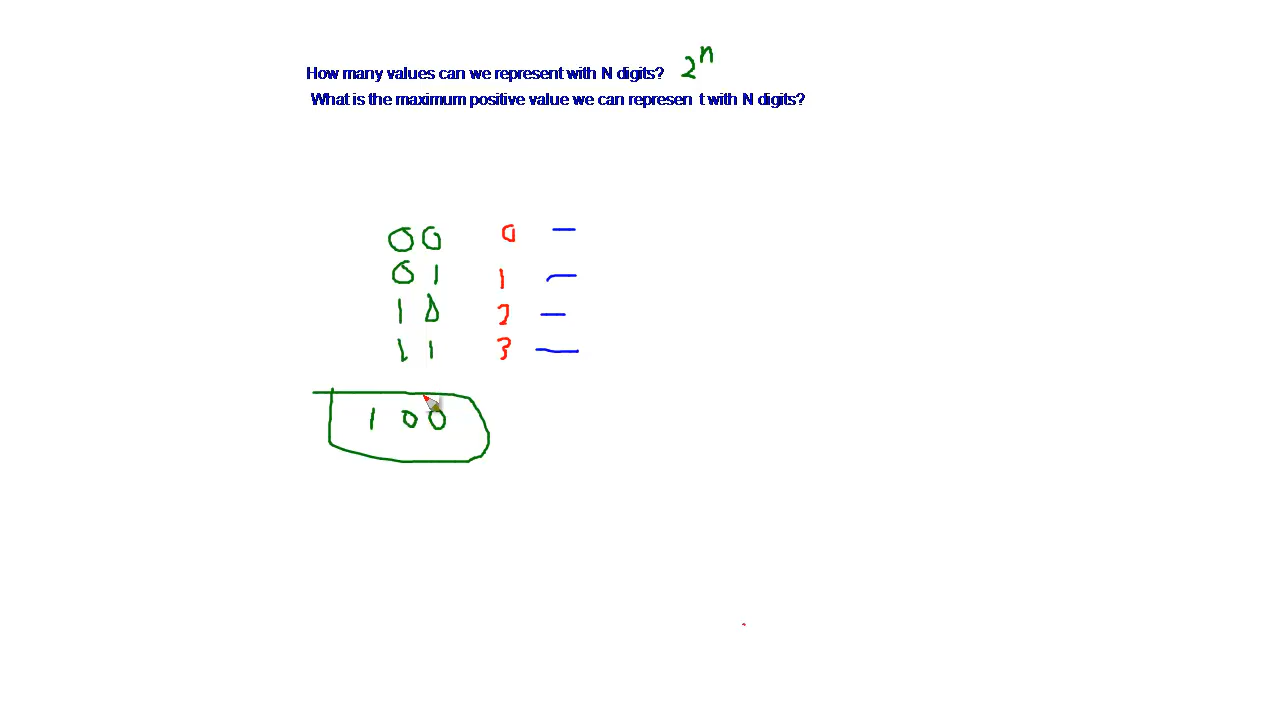 How many values can we represent with N digits? 2^n
What is the maximum positive value we can represen t with N digits?
00 0 —
01 1 —
10 2 —
11 3 —
100